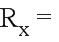 Rₓ =